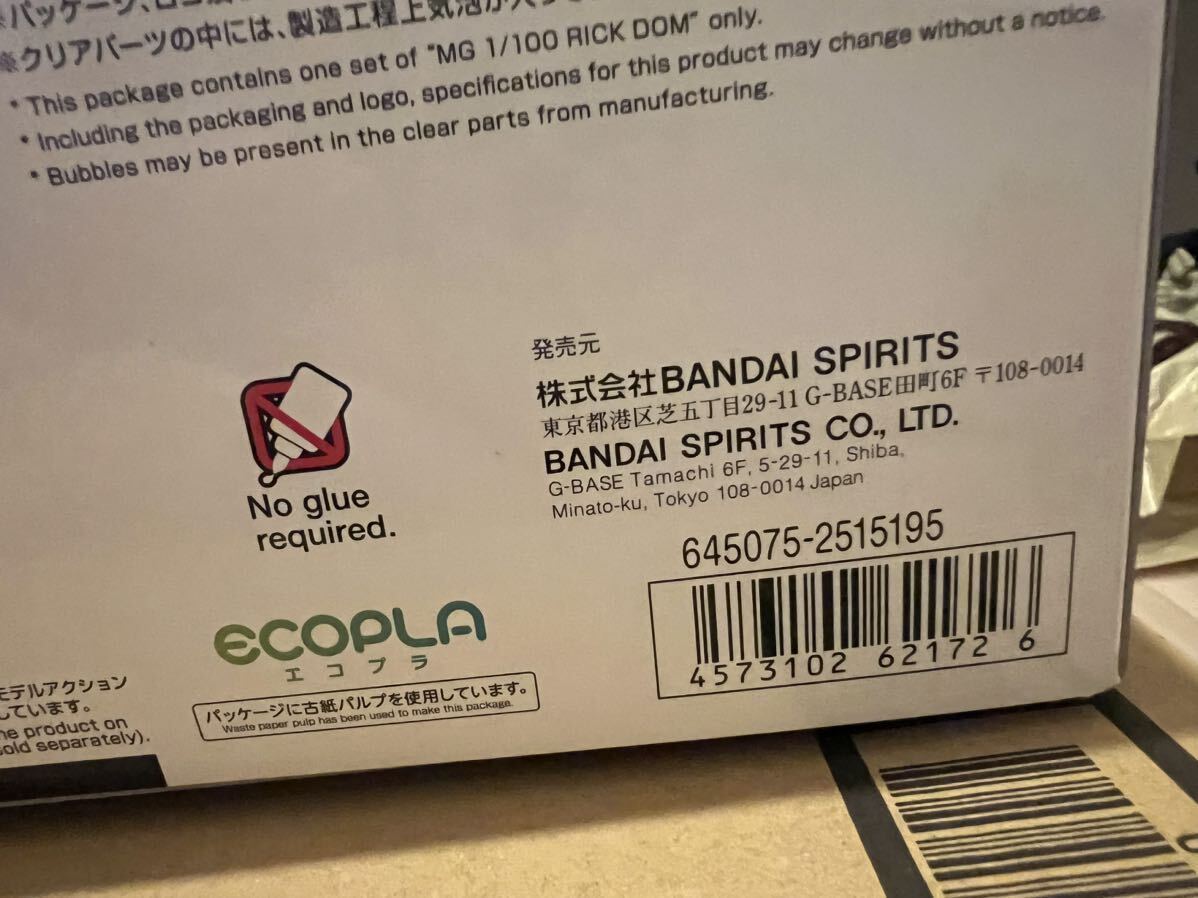 ※クリアパーツの中には、製造工程上気泡が入
* This package contains one set of "MG 1/100 RICK DOM" only.
* Including the packaging and logo, specifications for this product may change without a notice.
* Bubbles may be present in the clear parts from manufacturing.
No glue
required.
発売元
株式会社BANDAI SPIRITS
東京都港区芝五丁目29-11 G-BASE田町6F 〒108-0014
BANDAI SPIRITS CO., LTD.
G-BASE Tamachi 6F, 5-29-11, Shiba,
Minato-ku, Tokyo 108-0014 Japan
645075-2515195
4573102 62172 6
ECOPLA
エコプラ
パッケージに古紙パルプを使用しています。
Waste paper pulp has been used to make this package.
モデルアクション
しています。
he product on
sold separately).